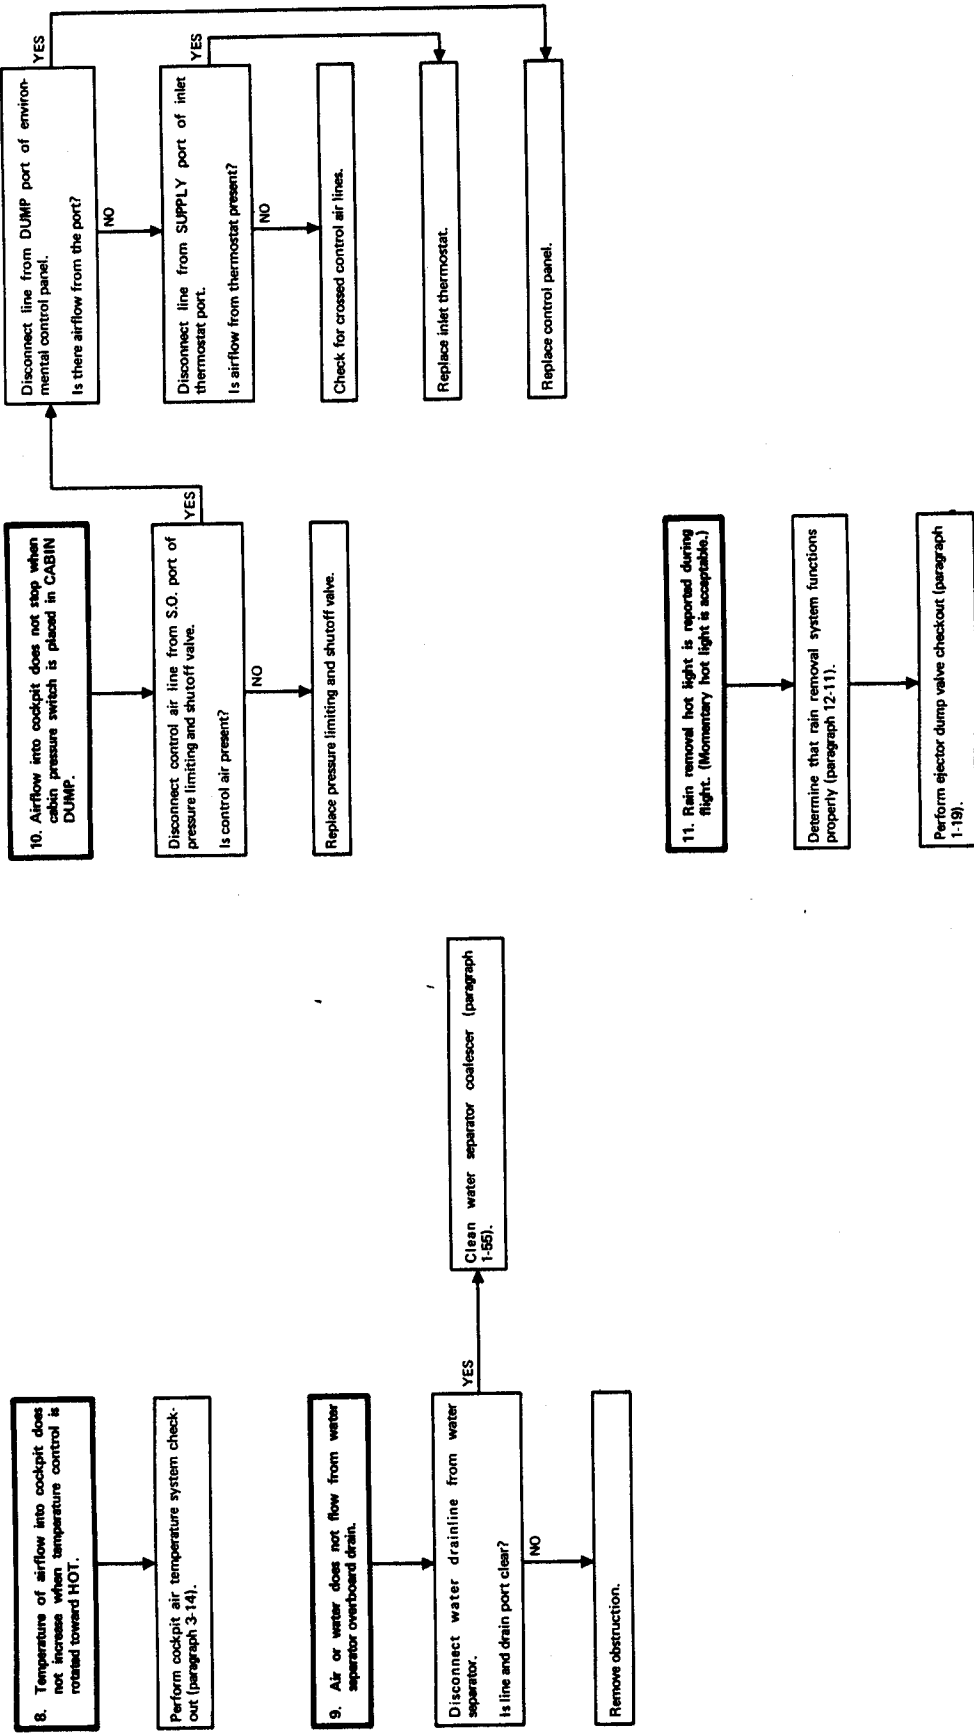 8. Temperature of airflow into cockpit does
not increase when temperature control is
rotated toward HOT.
Perform cockpit air temperature system check-
out (paragraph 3-14).
9. Air or water does not flow from water
separator overboard drain.
Disconnect water drainline from water
separator.
Is line and drain port clear?
YES
NO
Clean water separator coalescer (paragraph
1-55).
Remove obstruction.
10. Airflow into cockpit does not stop when
cabin pressure switch is placed in CABIN
DUMP.
Disconnect control air line from S.O. port of
pressure limiting and shutoff valve.
Is control air present?
YES
NO
Replace pressure limiting and shutoff valve.
Disconnect line from DUMP port of environ-
mental control panel.
Is there airflow from the port?
YES
NO
Disconnect line from SUPPLY port of inlet
thermostat port.
Is airflow from thermostat present?
YES
NO
Check for crossed control air lines.
Replace inlet thermostat.
Replace control panel.
11. Rain removal hot light is reported during
flight. (Momentary hot light is acceptable.)
Determine that rain removal system functions
properly (paragraph 12-11).
Perform ejector dump valve checkout (paragraph
1-19).